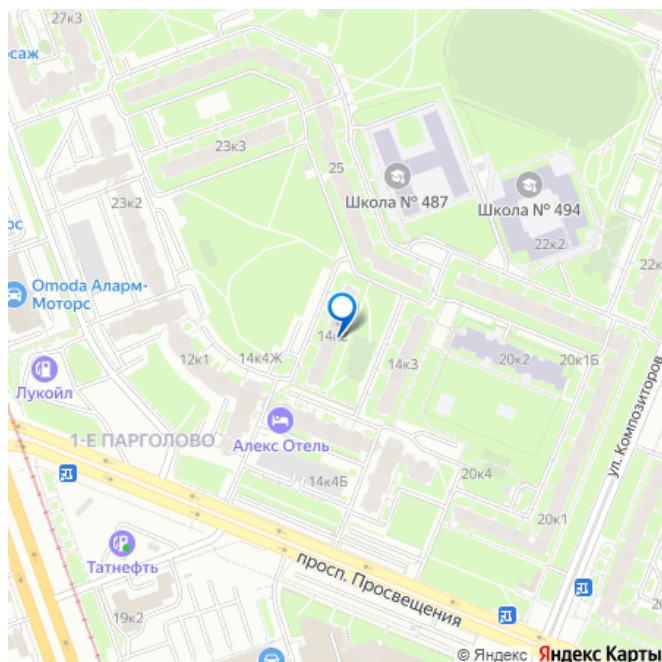 27к3
23к3
25
Школа № 487
Школа № 494
23к2
22к2
Omoda Аларм-
Моторс
14к2
12к1
14к4Ж
14к3
20к2
20к1Б
Лукойл
1-Е ПАРГОЛОВО
Алекс Отель
ул. Композиторов
14к4Б
20к4
20к1
Татнефть
просп. Просвещения
19к2
© Яндекс Яндекс Карты